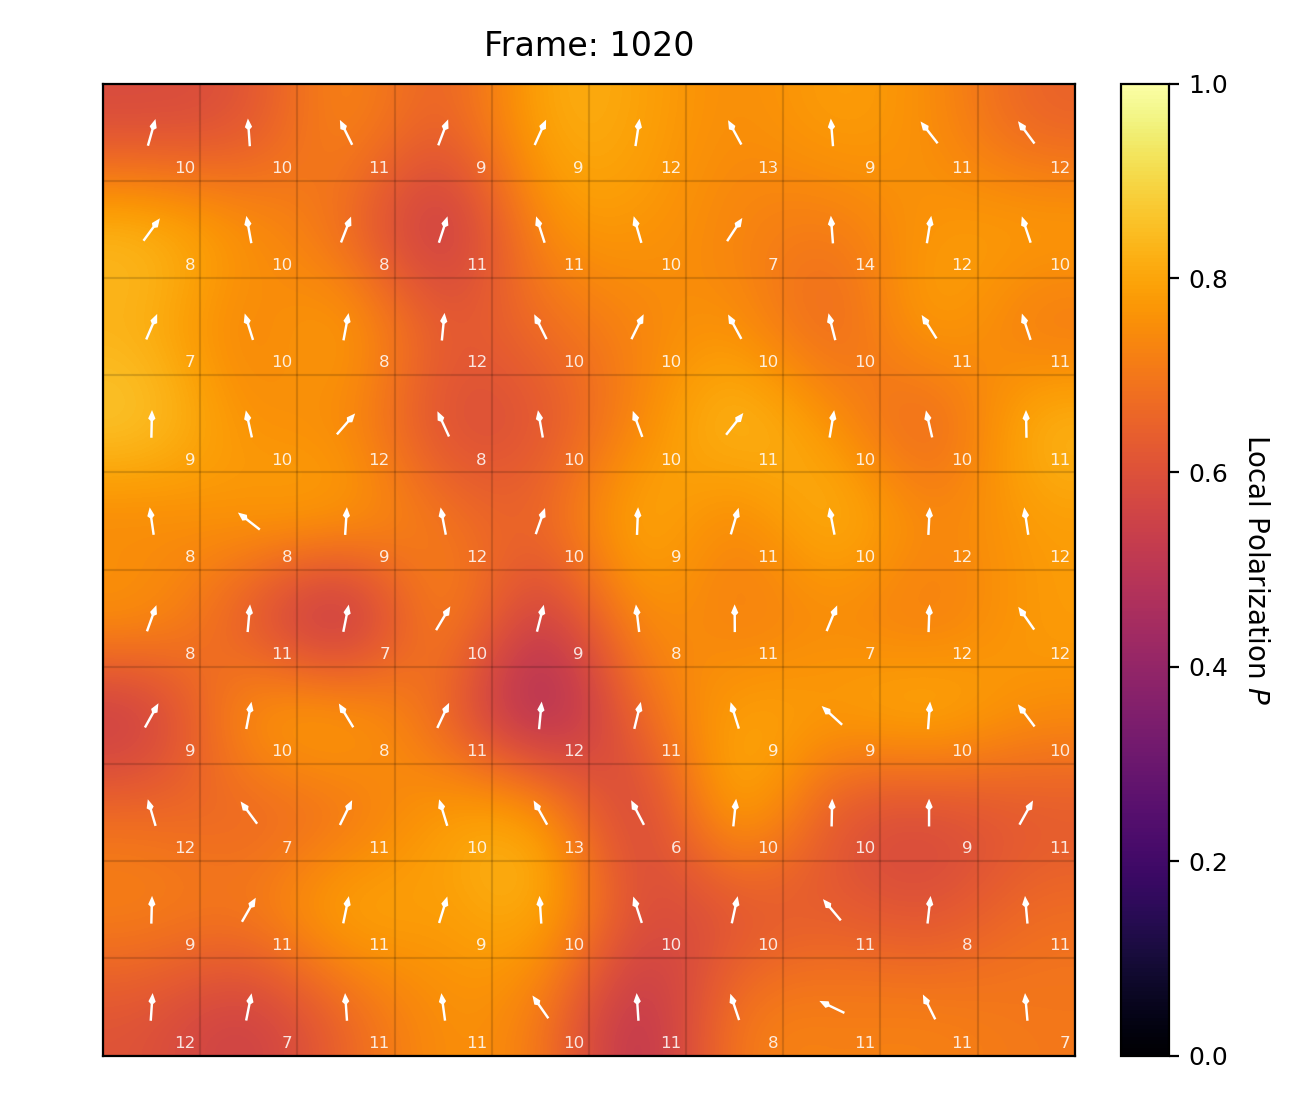 Frame: 1020
10 10 11 9 9 12 13 9 11 12
8 10 8 11 11 10 7 14 12 10
7 10 8 12 10 10 10 10 11 11
9 10 12 8 10 10 11 10 10 11
8 8 9 12 10 9 11 10 12 12
8 11 7 10 9 8 11 7 12 12
9 10 8 11 12 11 9 9 10 10
12 7 11 10 13 6 10 10 9 11
9 11 11 9 10 10 10 11 8 11
12 7 11 11 10 11 8 11 11 7
1.0
0.8
0.6
0.4
0.2
0.0
Local Polarization P